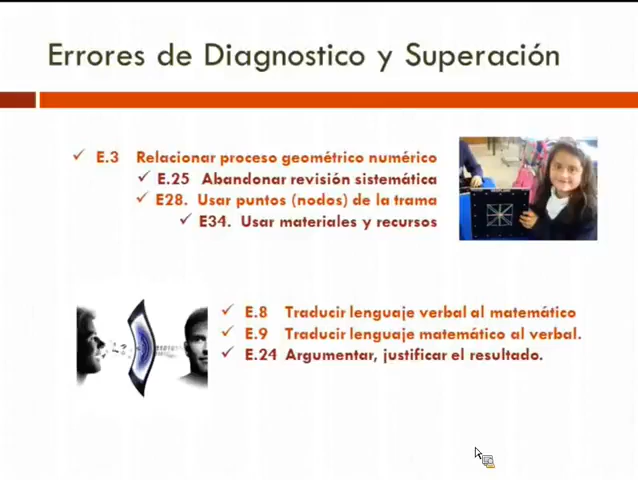 Errores de Diagnostico y Superación
E.3 Relacionar proceso geométrico numérico
E.25 Abandonar revisión sistemática
E28. Usar puntos (nodos) de la trama
E34. Usar materiales y recursos
E.8 Traducir lenguaje verbal al matemático
E.9 Traducir lenguaje matemático al verbal.
E.24 Argumentar, justificar el resultado.